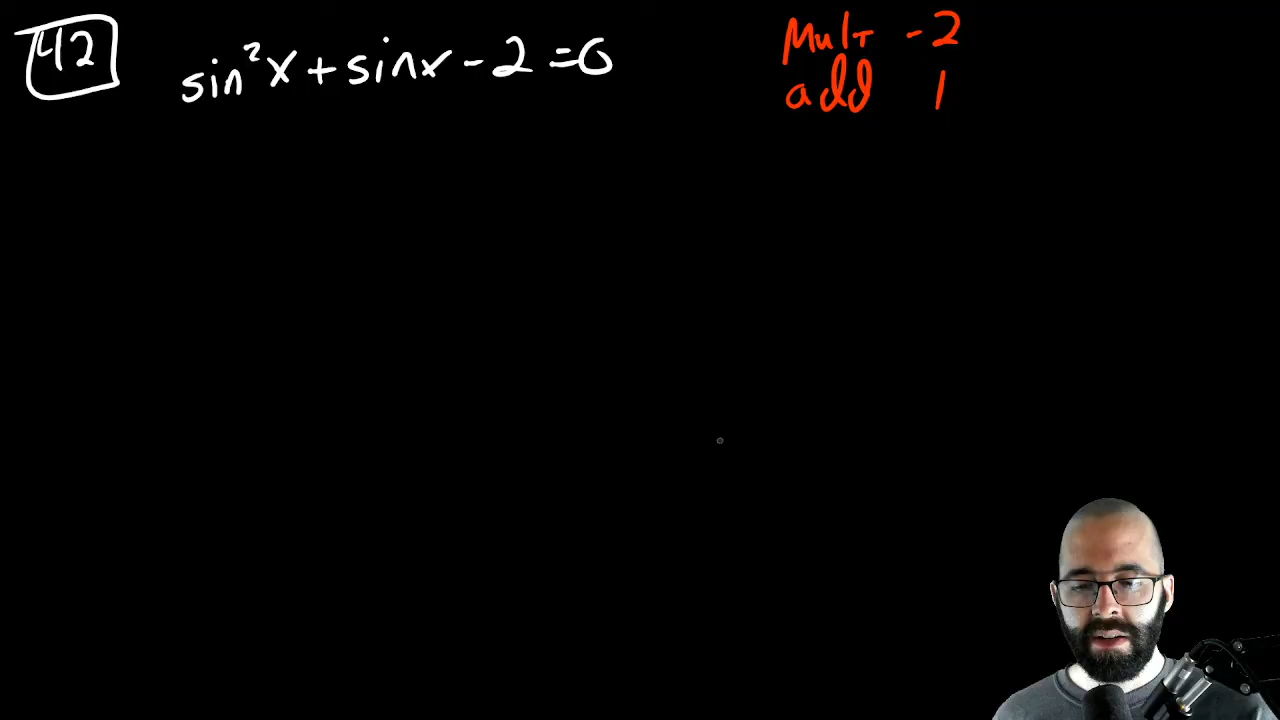 42
sin²x + sinx - 2 = 0
Mult -2
add 1